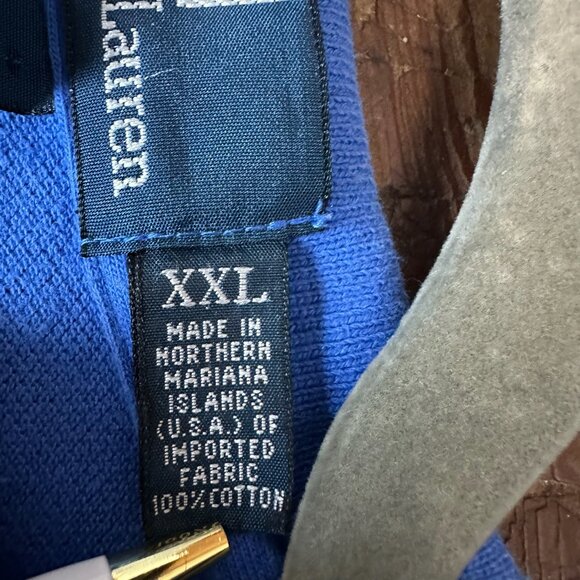 Lauren
XXL
MADE IN
NORTHERN
MARIANA
ISLANDS
(U.S.A.) OF
IMPORTED
FABRIC
100% COTTON